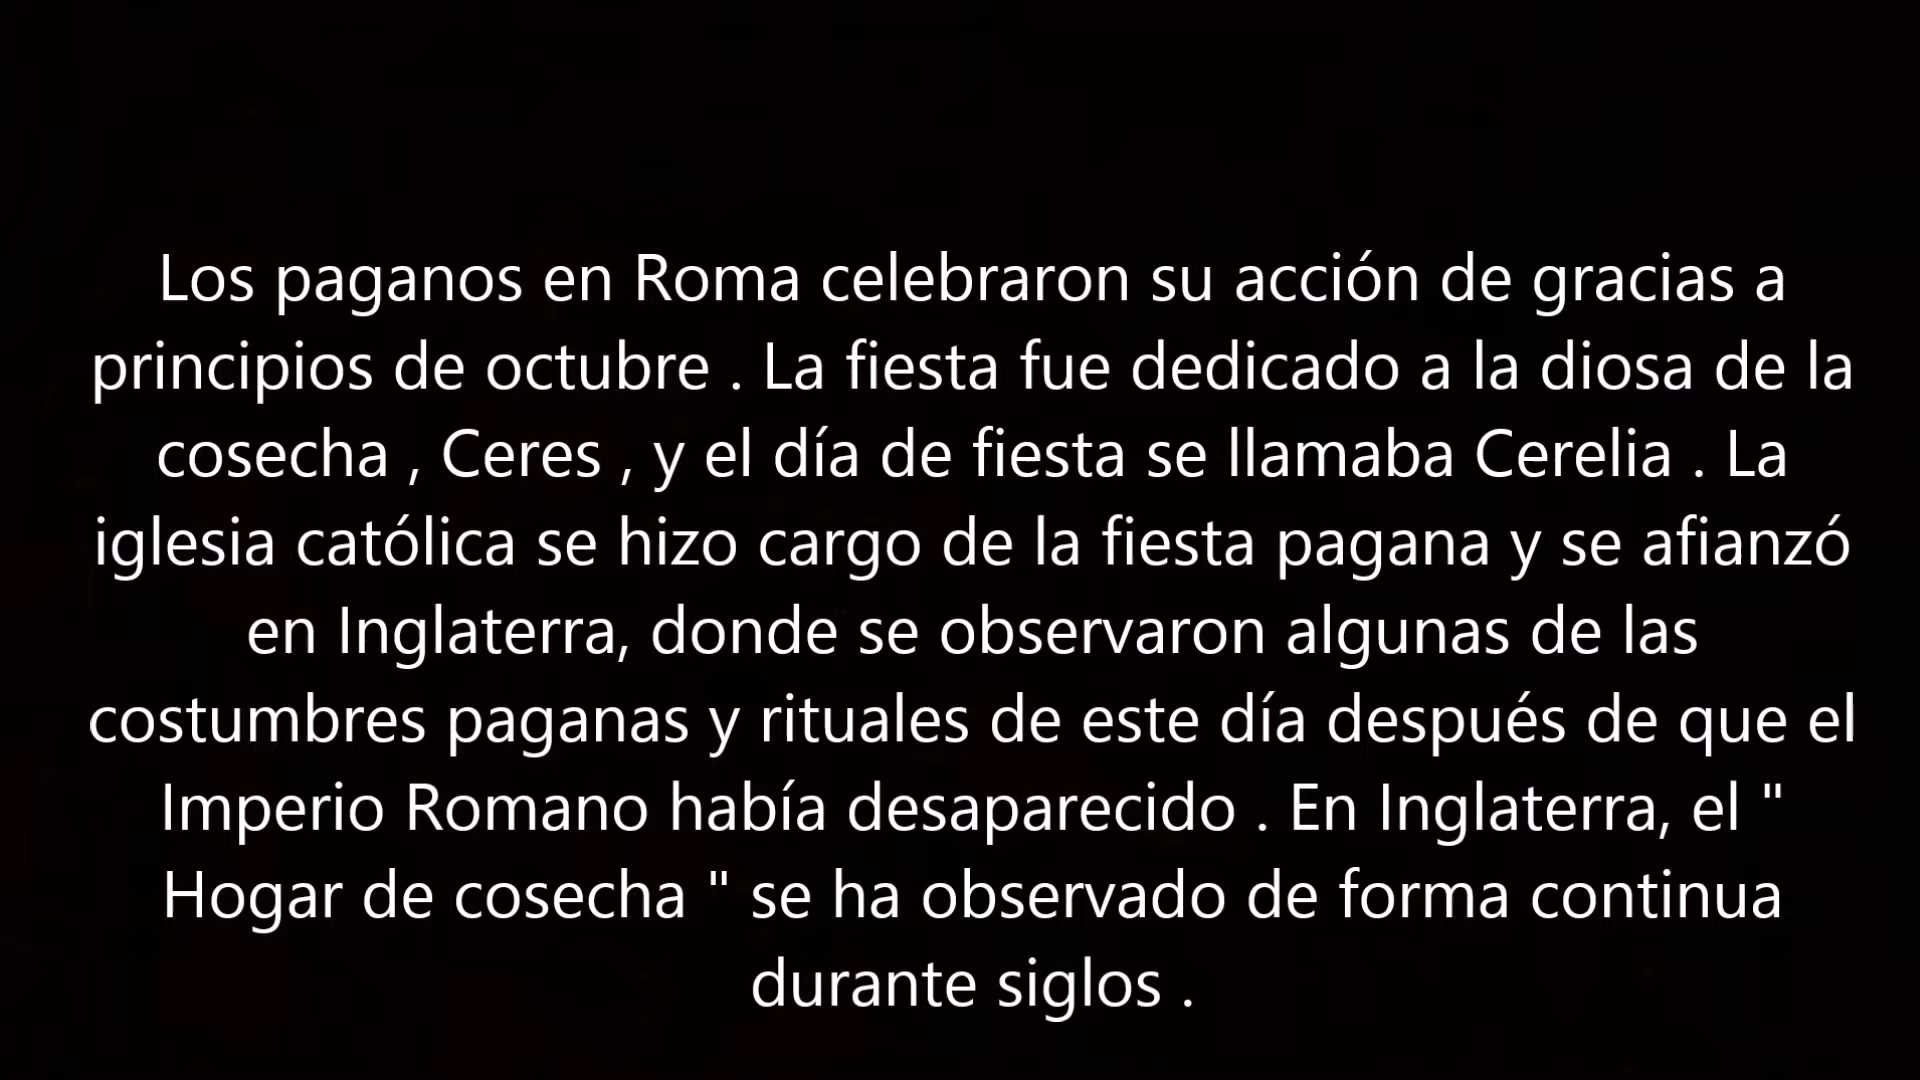 Los paganos en Roma celebraron su acción de gracias a
principios de octubre . La fiesta fue dedicado a la diosa de la
cosecha , Ceres , y el día de fiesta se llamaba Cerelia . La
iglesia católica se hizo cargo de la fiesta pagana y se afianzó
en Inglaterra, donde se observaron algunas de las
costumbres paganas y rituales de este día después de que el
Imperio Romano había desaparecido . En Inglaterra, el "
Hogar de cosecha " se ha observado de forma continua
durante siglos .